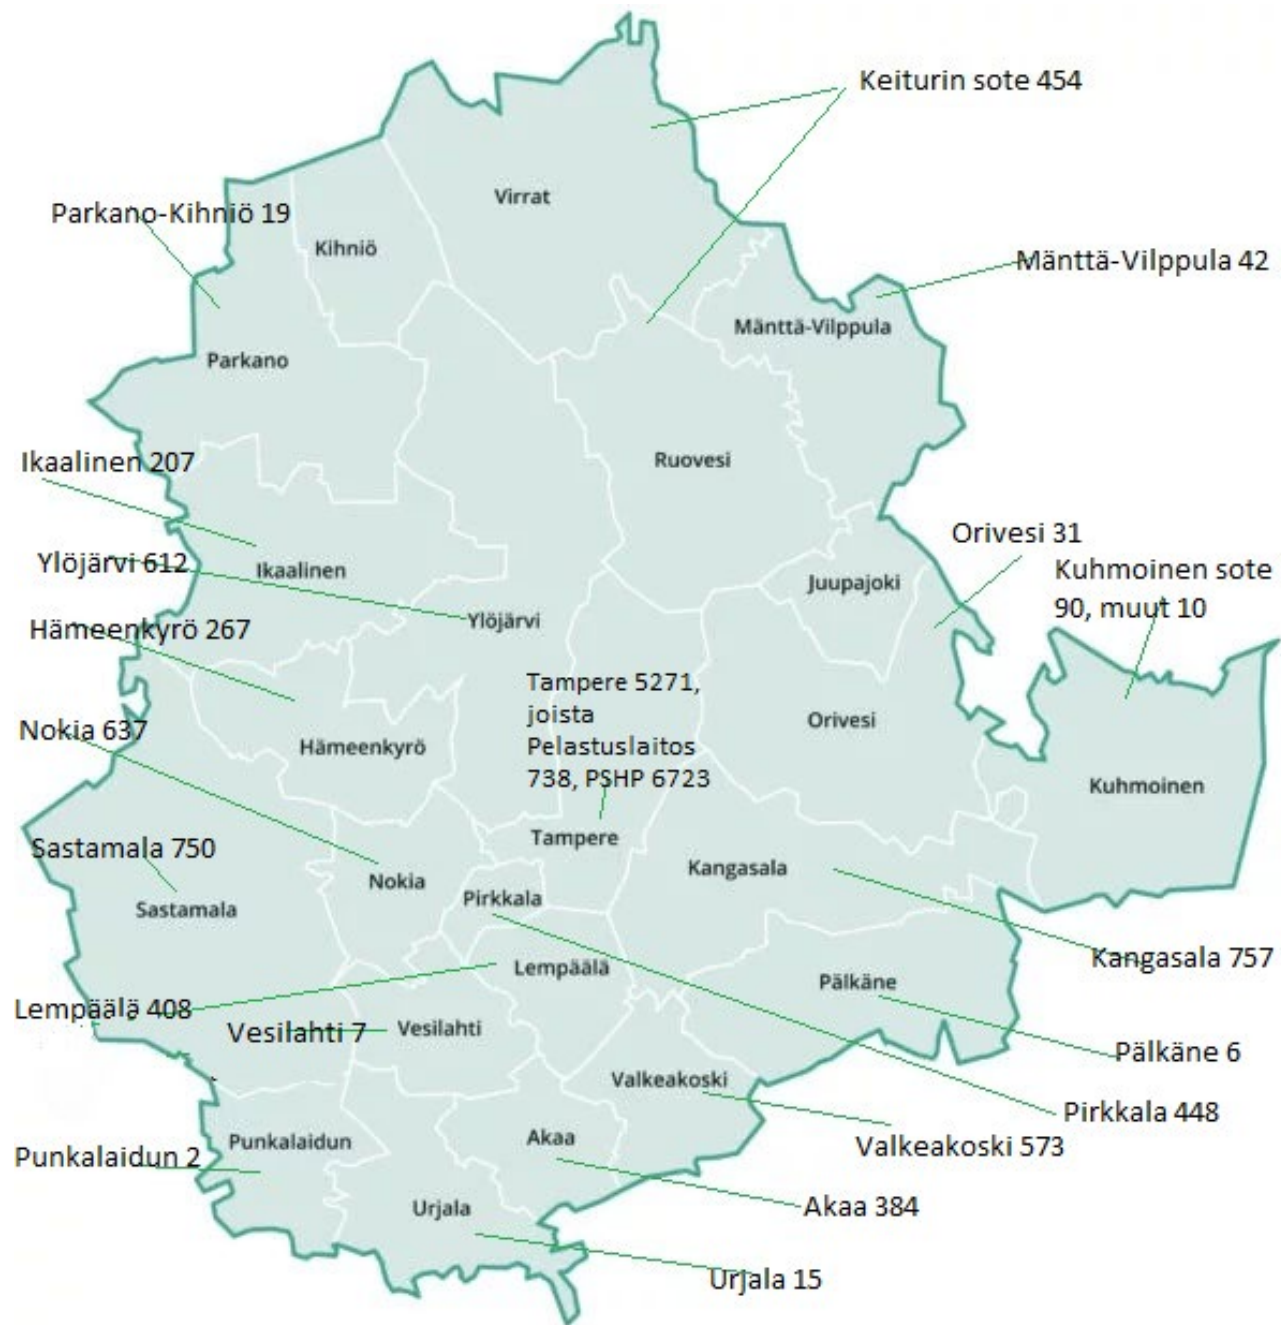 Keiturin sote 454
Virrat
Parkano-Kihniö 19
Kihniö
Mänttä-Vilppula 42
Mänttä-Vilppula
Parkano
Ikaalinen 207
Ruovesi
Orivesi 31
Ylöjärvi 612
Ikaalinen
Juupajoki
Kuhmoinen sote
90, muut 10
Hämeenkyrö 267
Ylöjärvi
Tampere 5271,
joista
Pelastuslaitos
738, PSHP 6723
Nokia 637
Hämeenkyrö
Orivesi
Kuhmoinen
Tampere
Sastamala 750
Sastamala
Nokia
Pirkkala
Kangasala
Kangasala 757
Lempäälä
Pälkäne
Lempäälä 408
Vesilahti 7
Vesilahti
Pälkäne 6
Valkeakoski
Pirkkala 448
Punkalaidun
Akaa
Valkeakoski 573
Punkalaidun 2
Urjala
Akaa 384
Urjala 15